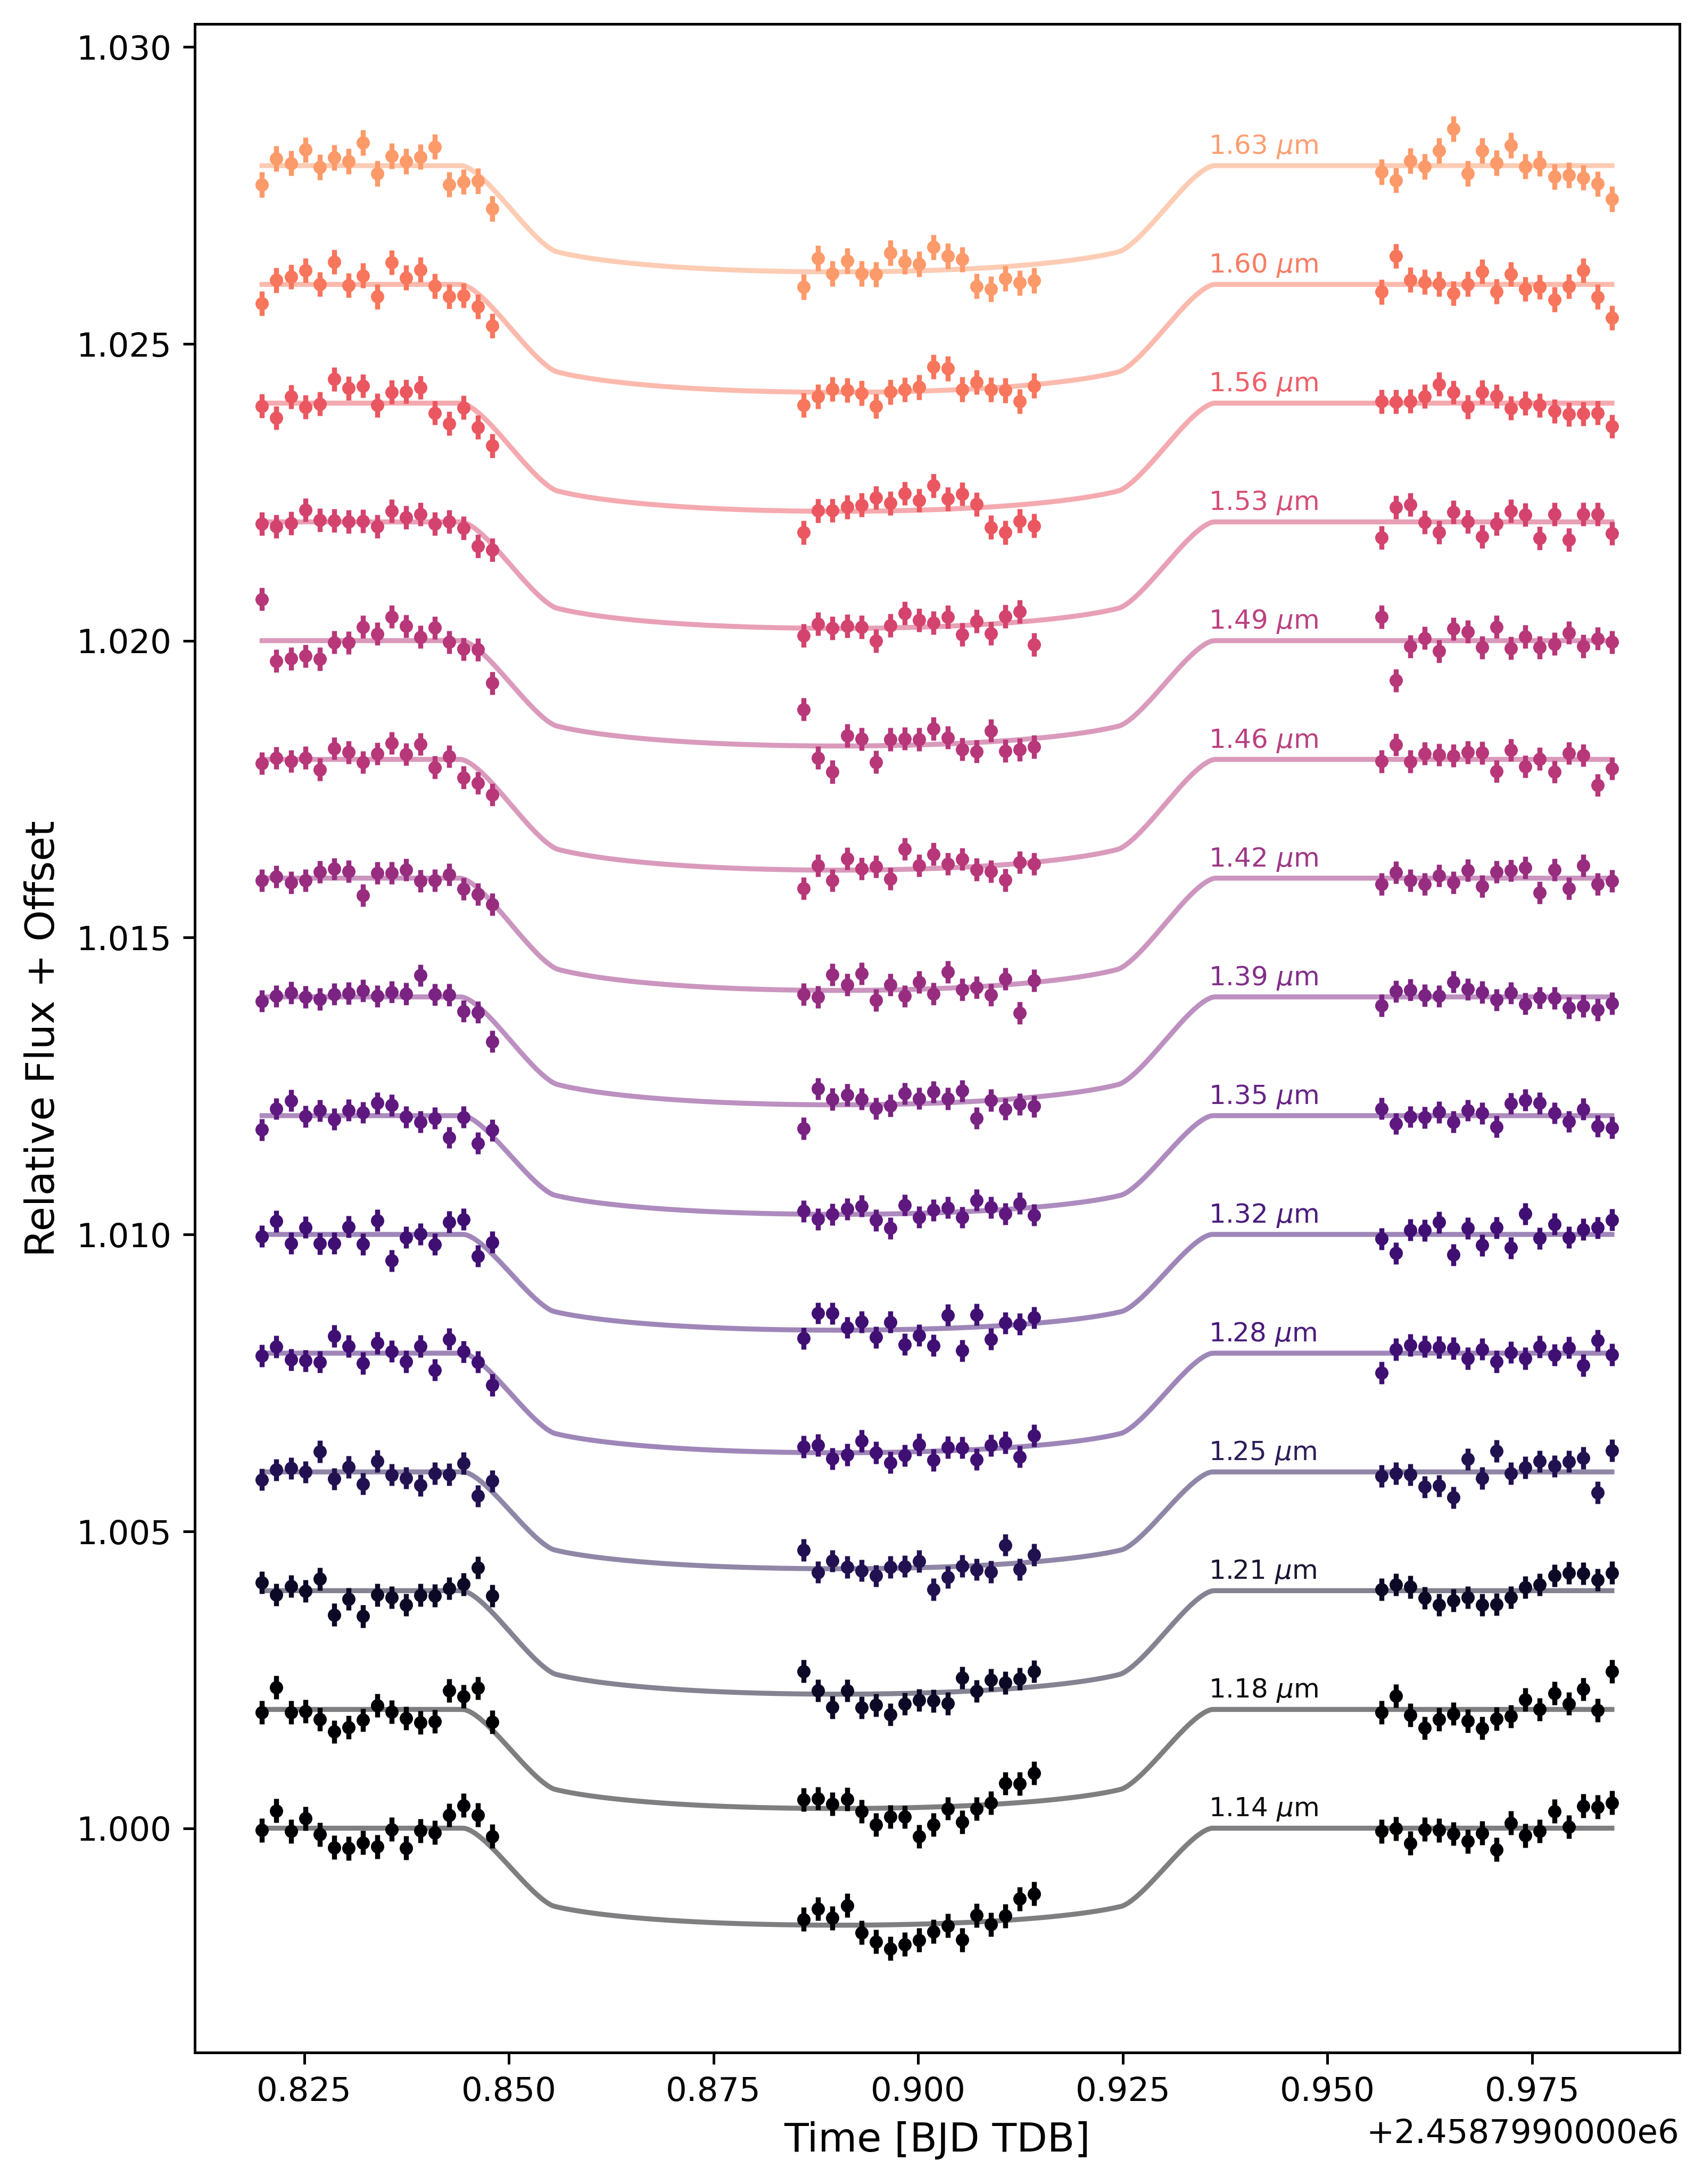 1.030
1.63 μm
1.60 μm
1.025
1.56 μm
1.53 μm
1.020
1.49 μm
1.46 μm
1.015
1.42 μm
1.39 μm
1.35 μm
1.010
1.32 μm
1.28 μm
1.25 μm
1.005
1.21 μm
1.18 μm
1.000
1.14 μm
Relative Flux + Offset
0.825 0.850 0.875 0.900 0.925 0.950 0.975
Time [BJD TDB]
+2.4587990000e6